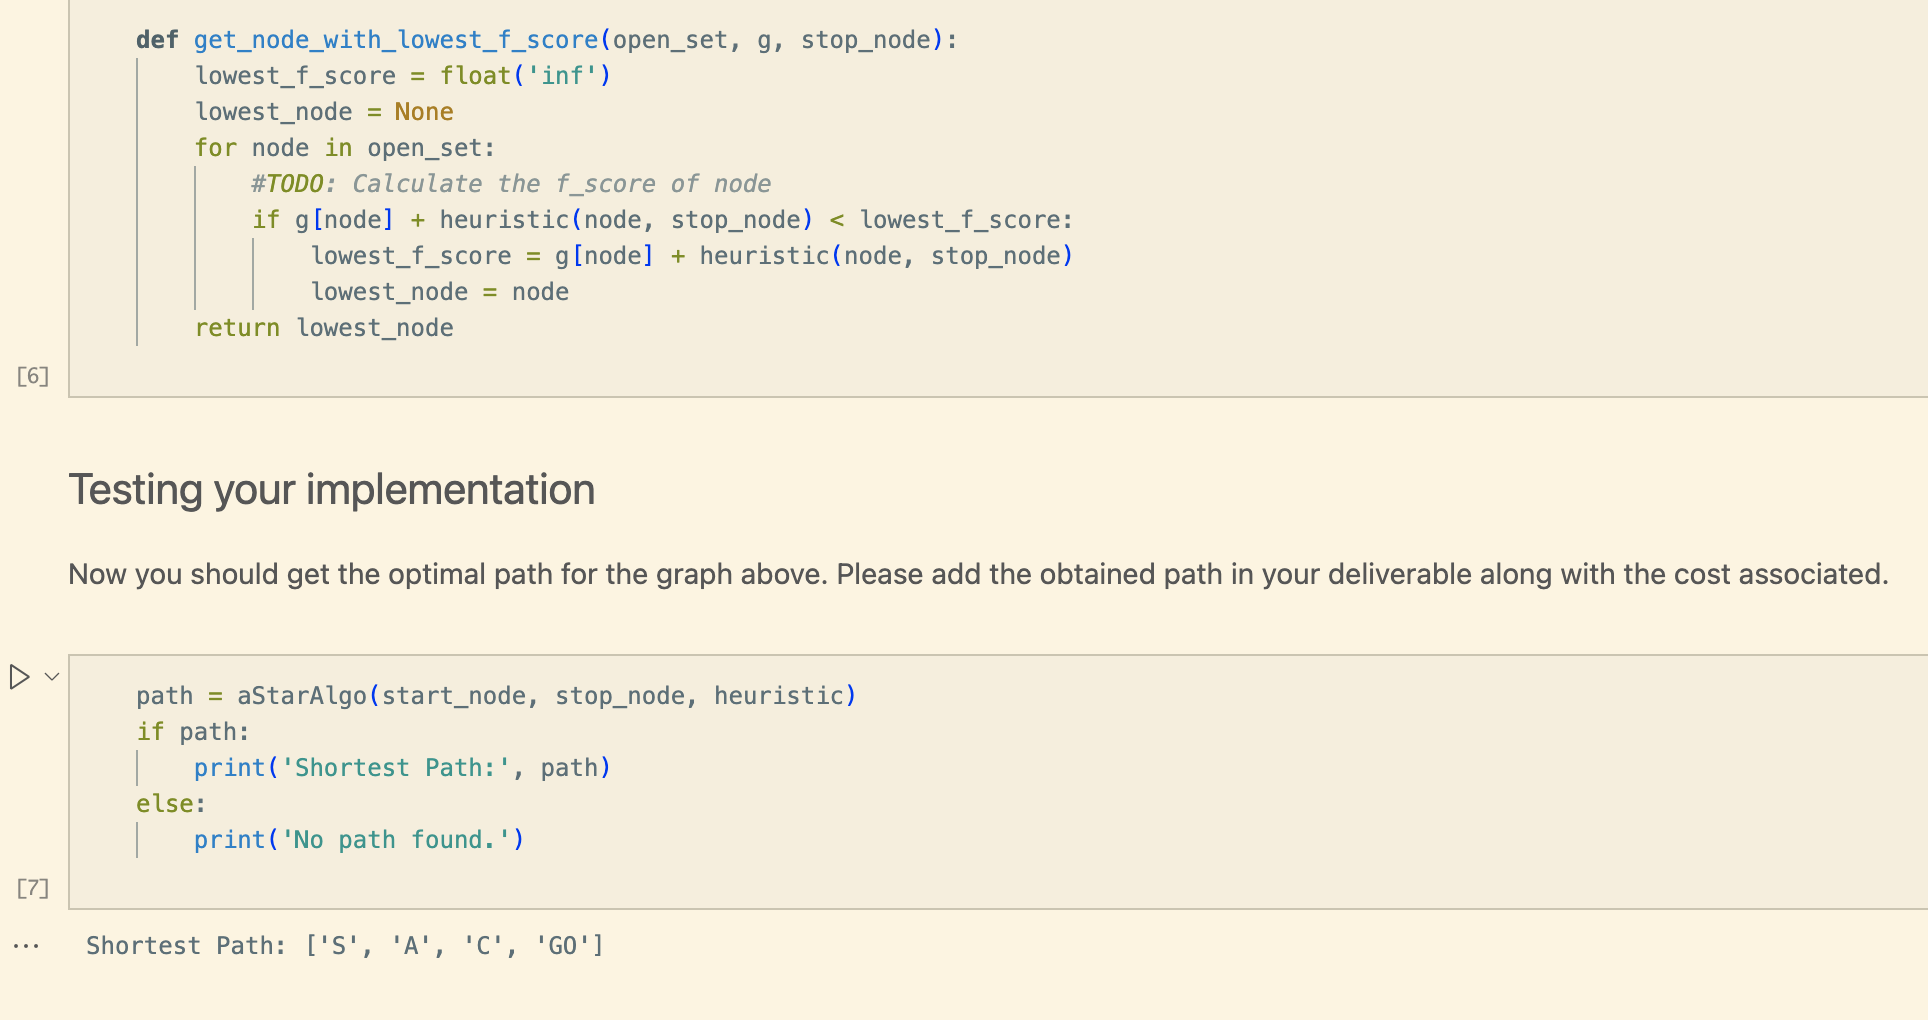 def get_node_with_lowest_f_score(open_set, g, stop_node):
    lowest_f_score = float('inf')
    lowest_node = None
    for node in open_set:
        #TODO: Calculate the f_score of node
        if g[node] + heuristic(node, stop_node) < lowest_f_score:
            lowest_f_score = g[node] + heuristic(node, stop_node)
            lowest_node = node
    return lowest_node
[6]
Testing your implementation
Now you should get the optimal path for the graph above. Please add the obtained path in your deliverable along with the cost associated.
path = aStarAlgo(start_node, stop_node, heuristic)
if path:
    print('Shortest Path:', path)
else:
    print('No path found.')
[7]
... Shortest Path: ['S', 'A', 'C', 'GO']